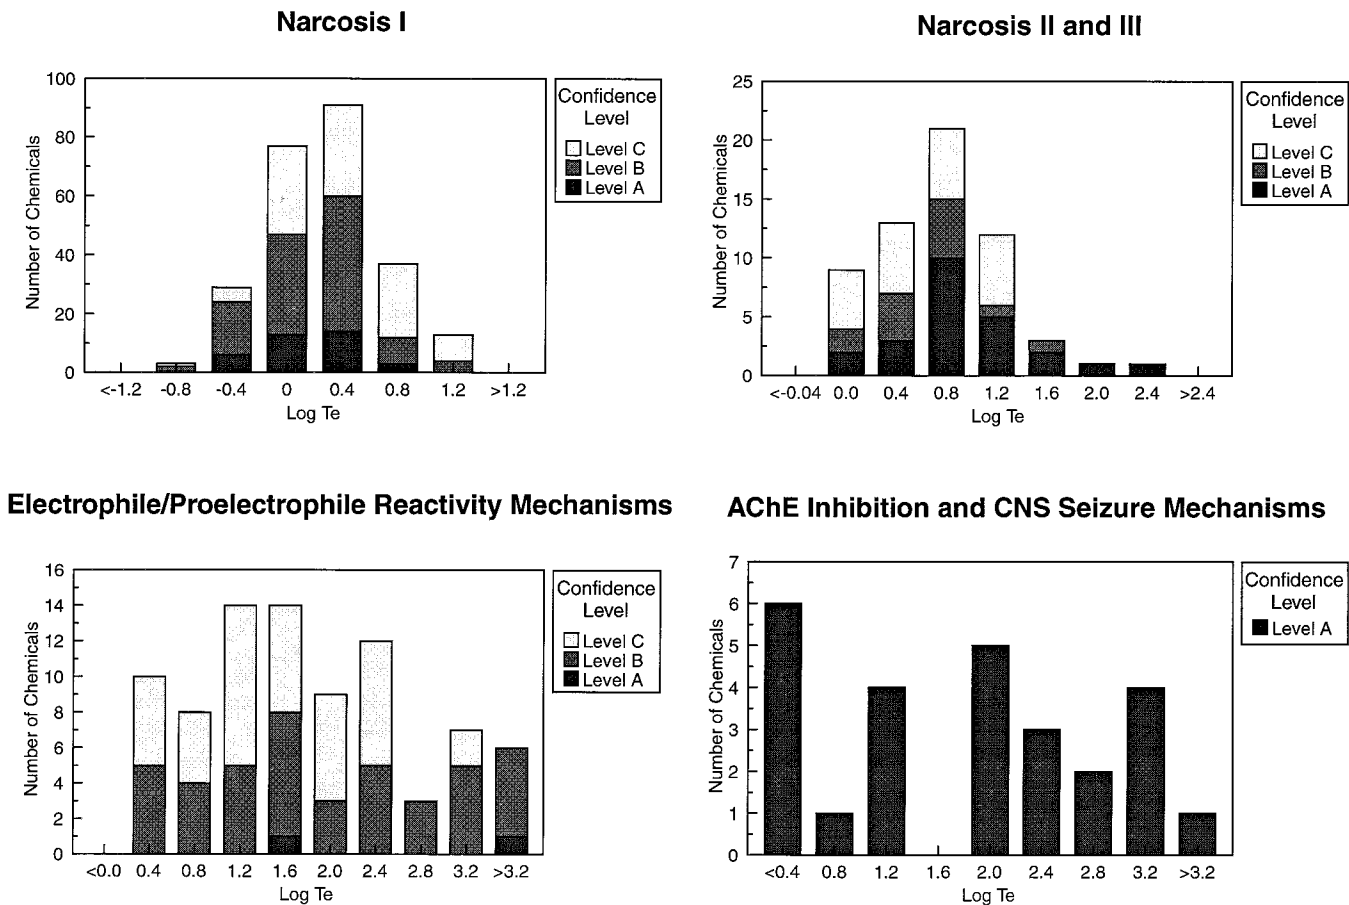 Narcosis I
Number of Chemicals
100
80
60
40
20
0
<-1.2 -0.8 -0.4 0 0.4 0.8 1.2 >1.2
Log Te
Confidence
Level
Level C
Level B
Level A
Narcosis II and III
Number of Chemicals
25
20
15
10
5
0
<-0.04 0.0 0.4 0.8 1.2 1.6 2.0 2.4 >2.4
Log Te
Confidence
Level
Level C
Level B
Level A
Electrophile/Proelectrophile Reactivity Mechanisms
Number of Chemicals
16
14
12
10
8
6
4
2
0
<0.0 0.4 0.8 1.2 1.6 2.0 2.4 2.8 3.2 >3.2
Log Te
Confidence
Level
Level C
Level B
Level A
AChE Inhibition and CNS Seizure Mechanisms
Number of Chemicals
7
6
5
4
3
2
1
0
<0.4 0.8 1.2 1.6 2.0 2.4 2.8 3.2 >3.2
Log Te
Confidence
Level
Level A